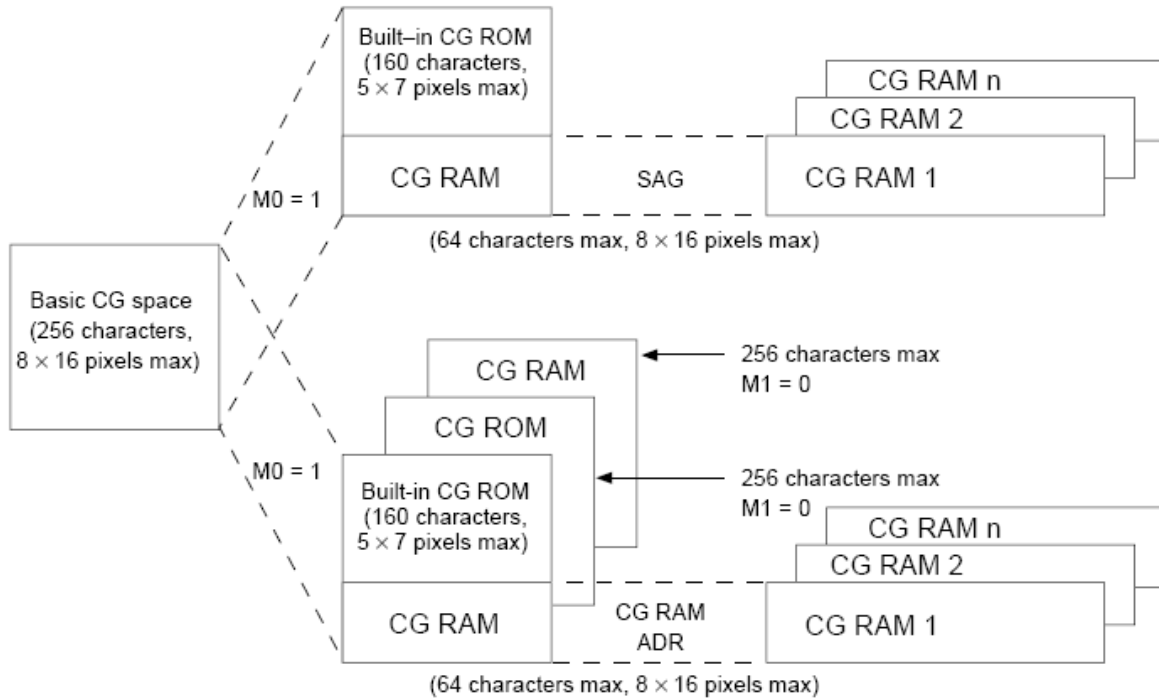 Built–in CG ROM
(160 characters,
5 × 7 pixels max)
CG RAM
M0 = 1
SAG
CG RAM n
CG RAM 2
CG RAM 1
(64 characters max, 8 × 16 pixels max)
Basic CG space
(256 characters,
8 × 16 pixels max)
CG RAM
256 characters max
M1 = 0
CG ROM
M0 = 1
256 characters max
M1 = 0
Built-in CG ROM
(160 characters,
5 × 7 pixels max)
CG RAM
CG RAM
ADR
CG RAM n
CG RAM 2
CG RAM 1
(64 characters max, 8 × 16 pixels max)